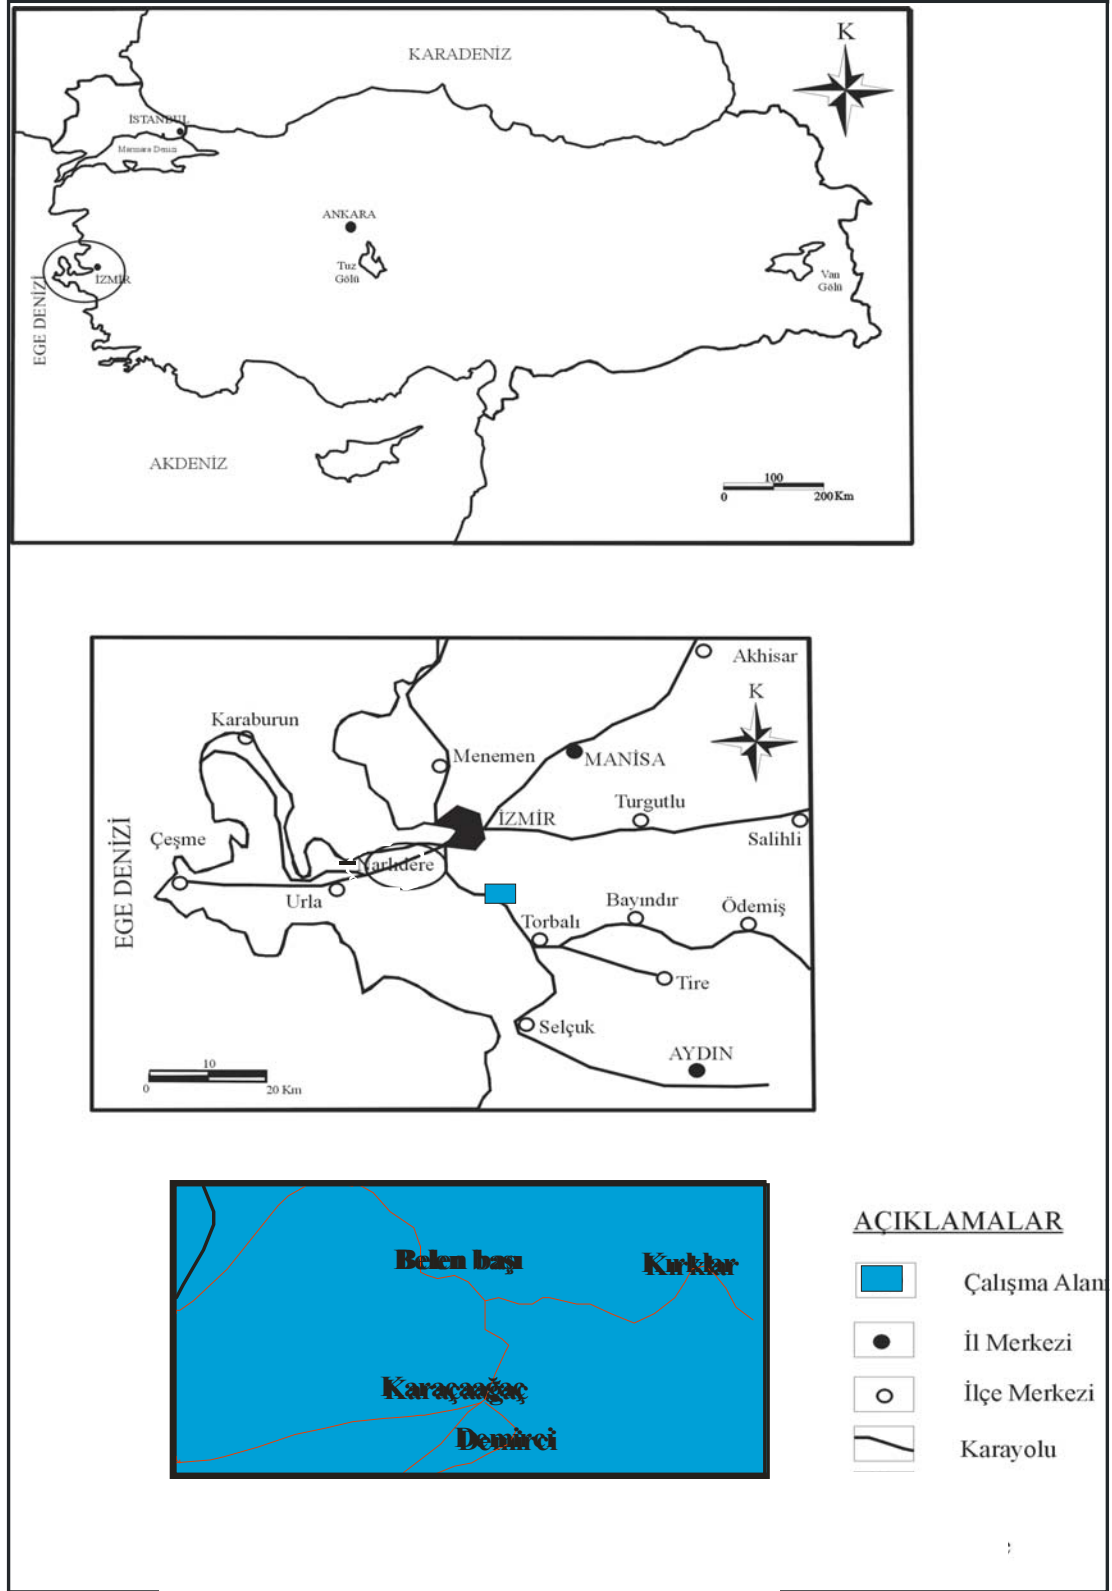 K
KARADENİZ
İSTANBUL
Marmara Denizi
ANKARA
Tuz
Gölü
Van
Gölü
İZMİR
EGE DENİZİ
AKDENİZ
100
0
200 Km
Akhisar
K
Karaburun
Menemen
MANİSA
Turgutlu
İZMİR
Salihli
Çeşme
Narlıdere
EGE DENİZİ
Urla
Bayındır
Ödemiş
Torbalı
Tire
Selçuk
AYDIN
10
0
20 Km
Belen başı
Kırklar
Karaçaağaç
Demirci
AÇIKLAMALAR
Çalışma Alanı
İl Merkezi
İlçe Merkezi
Karayolu